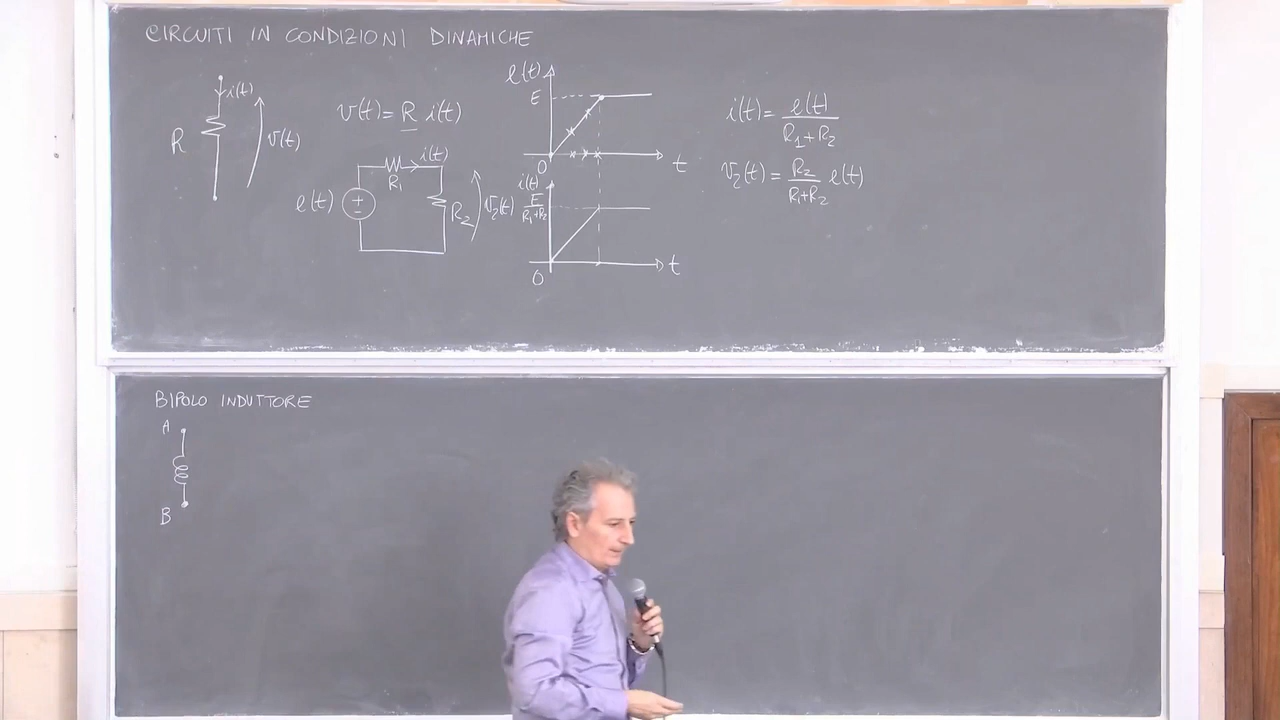 CIRCUITI IN CONDIZIONI DINAMICHE
R
i(t)
v(t)
v(t) = R i(t)
e(t)
+
-
R1
i(t)
R2
v2(t)
e(t)
E
0
t
i(t)
E/(R1+R2)
0
t
i(t) = e(t)/(R1+R2)
v2(t) = R2/(R1+R2) e(t)
BIPOLO INDUTTORE
A
B